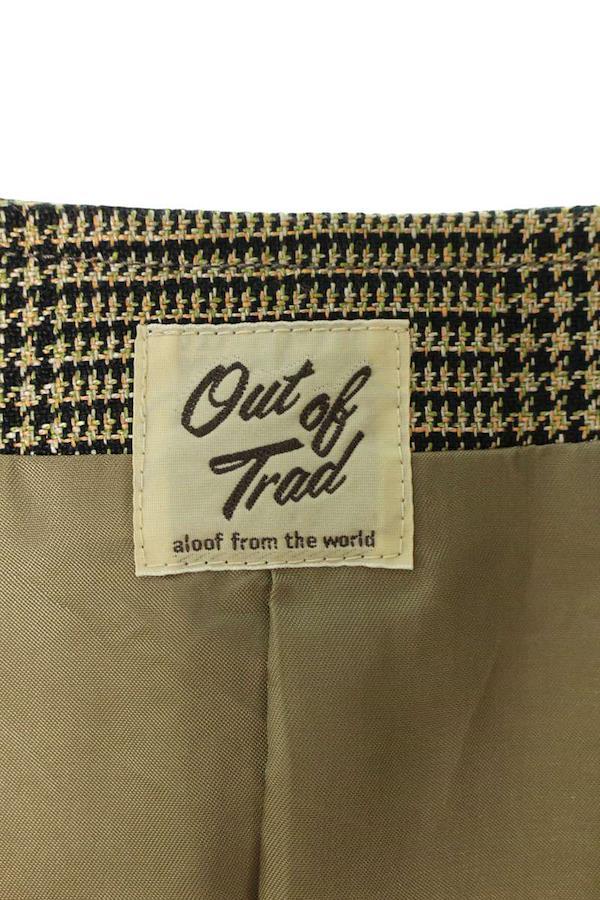 Out of
Trad
aloof from the world